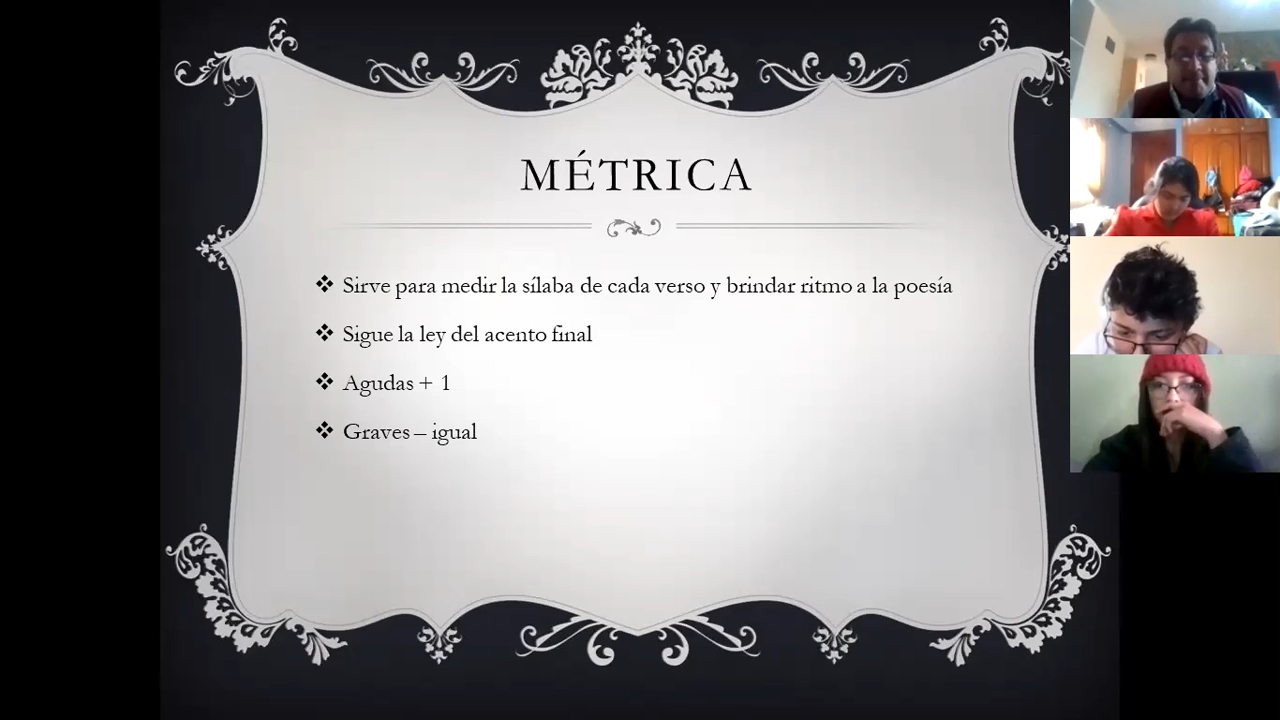 MÉTRICA
Sirve para medir la sílaba de cada verso y brindar ritmo a la poesía
Sigue la ley del acento final
Agudas + 1
Graves – igual